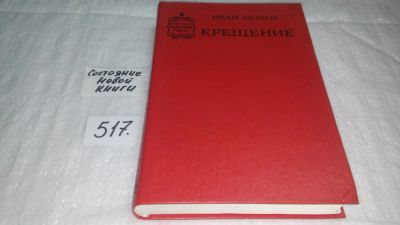 ИВАН АКУЛОВ
КРЕЩЕНИЕ
Состояние
новой
книги
517.